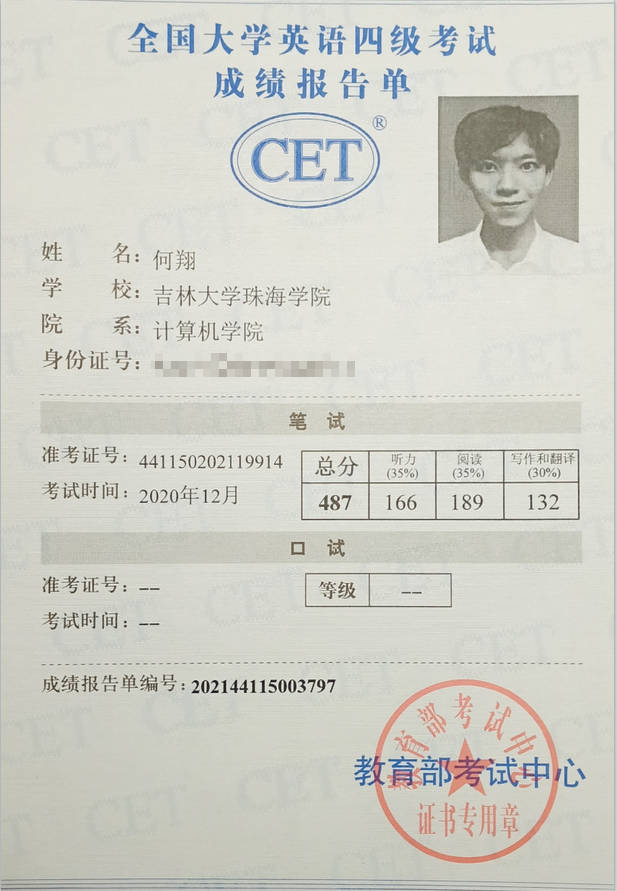 全国大学英语四级考试
成绩报告单
CET®
姓 名：何翔
学 校：吉林大学珠海学院
院 系：计算机学院
身份证号：
笔 试
准考证号：441150202119914
考试时间：2020年12月
总分 听力(35%) 阅读(35%) 写作和翻译(30%)
487 166 189 132
口 试
准考证号：--
考试时间：--
等级 --
成绩报告单编号：202144115003797
教育部考试中心
教育部考试中心
证书专用章